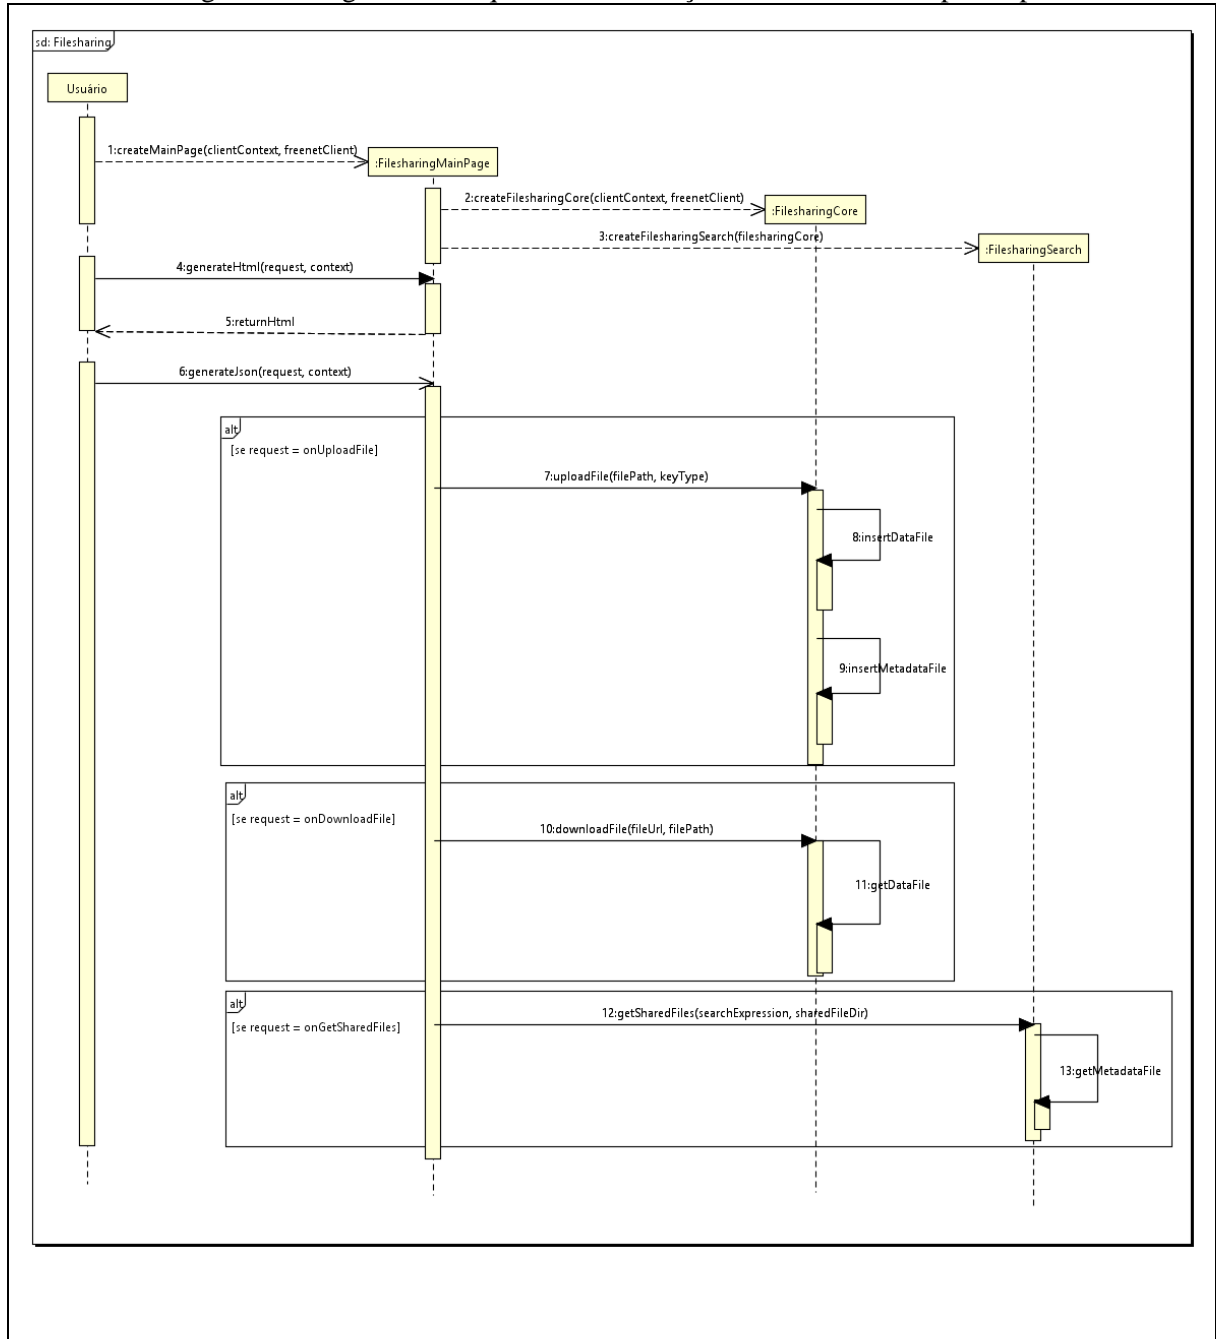 sd: Filesharing
Usuário
1:createMainPage(clientContext, freenetClient)
:FilesharingMainPage
2:createFilesharingCore(clientContext, freenetClient)
:FilesharingCore
3:createFilesharingSearch(filesharingCore)
:FilesharingSearch
4:generateHtml(request, context)
5:returnHtml
6:generateJson(request, context)
alt
[se request = onUploadFile]
7:uploadFile(filePath, keyType)
8:insertDataFile
9:insertMetadataFile
alt
[se request = onDownloadFile]
10:downloadFile(fileUrl, filePath)
11:getDataFile
alt
12:getSharedFiles(searchExpression, sharedFileDir)
[se request = onGetSharedFiles]
13:getMetadataFile